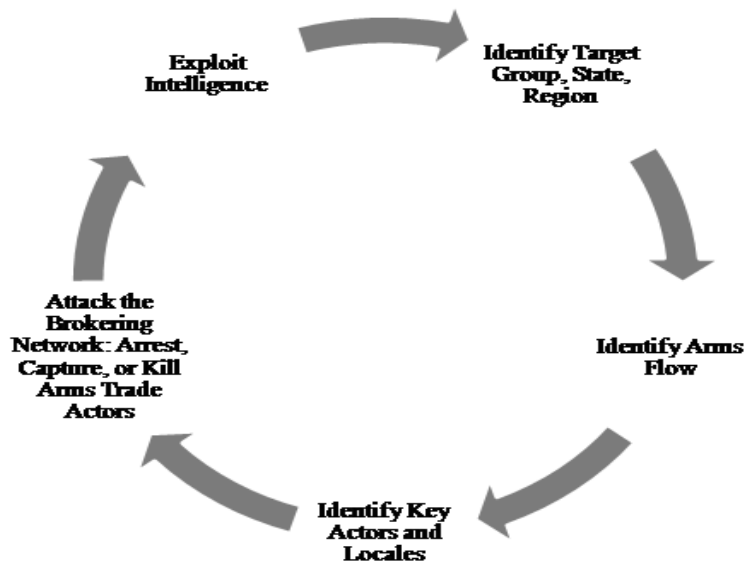 Exploit
Intelligence
Identify Target
Group, State,
Region
Identify Arms
Flow
Identify Key
Actors and
Locales
Attack the
Brokering
Network: Arrest,
Capture, or Kill
Arms Trade
Actors